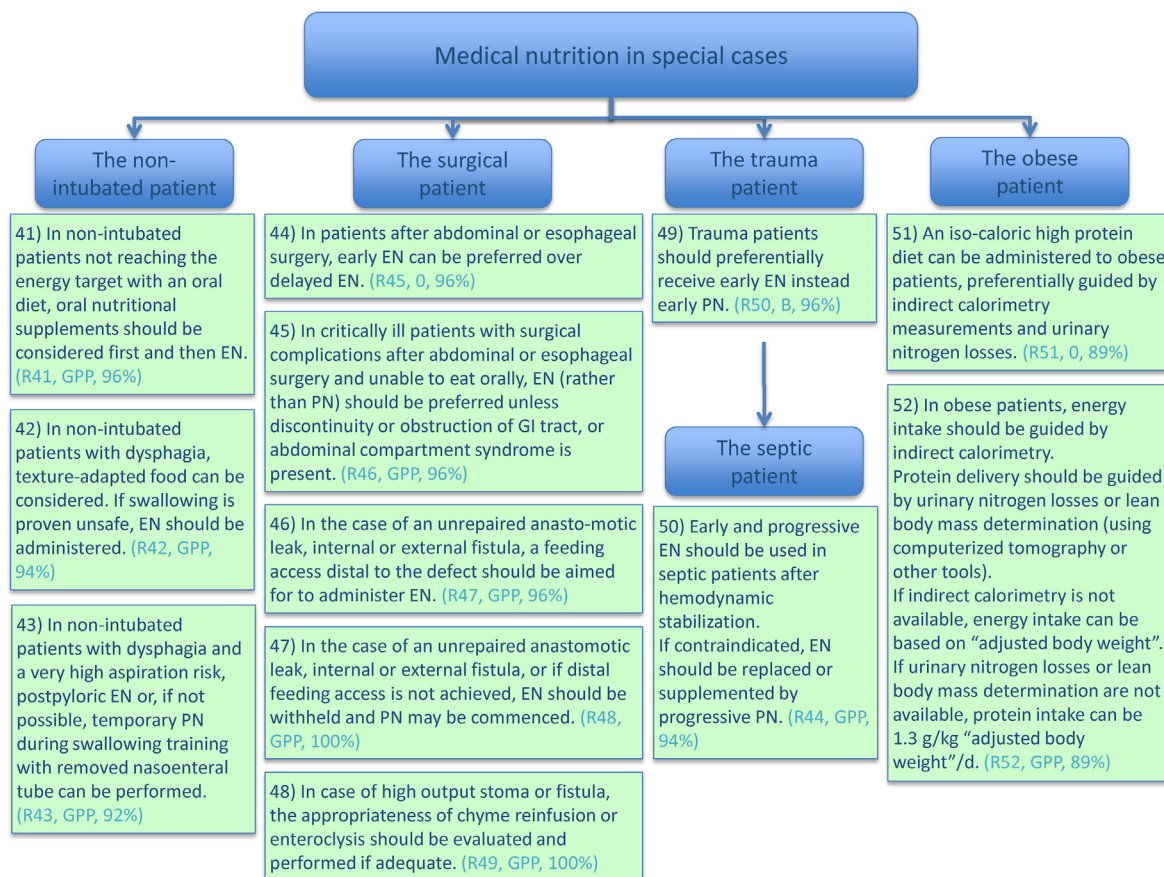 Medical nutrition in special cases
The non-
intubated patient
41) In non-intubated
patients not reaching the
energy target with an oral
diet, oral nutritional
supplements should be
considered first and then EN.
(R41, GPP, 96%)
42) In non-intubated
patients with dysphagia,
texture-adapted food can be
considered. If swallowing is
proven unsafe, EN should be
administered. (R42, GPP,
94%)
43) In non-intubated
patients with dysphagia and
a very high aspiration risk,
postpyloric EN or, if not
possible, temporary PN
during swallowing training
with removed nasoenteral
tube can be performed.
(R43, GPP, 92%)
The surgical
patient
44) In patients after abdominal or esophageal
surgery, early EN can be preferred over
delayed EN. (R45, 0, 96%)
45) In critically ill patients with surgical
complications after abdominal or esophageal
surgery and unable to eat orally, EN (rather
than PN) should be preferred unless
discontinuity or obstruction of GI tract, or
abdominal compartment syndrome is
present. (R46, GPP, 96%)
46) In the case of an unrepaired anasto-motic
leak, internal or external fistula, a feeding
access distal to the defect should be aimed
for to administer EN. (R47, GPP, 96%)
47) In the case of an unrepaired anastomotic
leak, internal or external fistula, or if distal
feeding access is not achieved, EN should be
withheld and PN may be commenced. (R48,
GPP, 100%)
48) In case of high output stoma or fistula,
the appropriateness of chyme reinfusion or
enteroclysis should be evaluated and
performed if adequate. (R49, GPP, 100%)
The trauma
patient
49) Trauma patients
should preferentially
receive early EN instead
early PN. (R50, B, 96%)
The septic
patient
50) Early and progressive
EN should be used in
septic patients after
hemodynamic
stabilization.
If contraindicated, EN
should be replaced or
supplemented by
progressive PN. (R44, GPP,
94%)
The obese
patient
51) An iso-caloric high protein
diet can be administered to obese
patients, preferentially guided by
indirect calorimetry
measurements and urinary
nitrogen losses. (R51, 0, 89%)
52) In obese patients, energy
intake should be guided by
indirect calorimetry.
Protein delivery should be guided
by urinary nitrogen losses or lean
body mass determination (using
computerized tomography or
other tools).
If indirect calorimetry is not
available, energy intake can be
based on “adjusted body weight”.
If urinary nitrogen losses or lean
body mass determination are not
available, protein intake can be
1.3 g/kg “adjusted body
weight”/d. (R52, GPP, 89%)